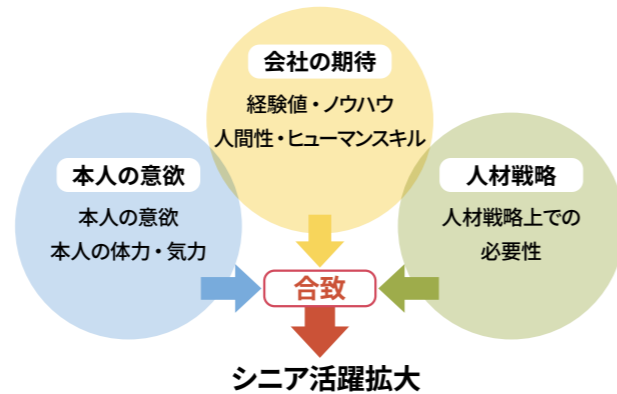 会社の期待
経験値・ノウハウ
人間性・ヒューマンスキル
本人の意欲
本人の意欲
本人の体力・気力
人材戦略
人材戦略上での
必要性
合致
シニア活躍拡大